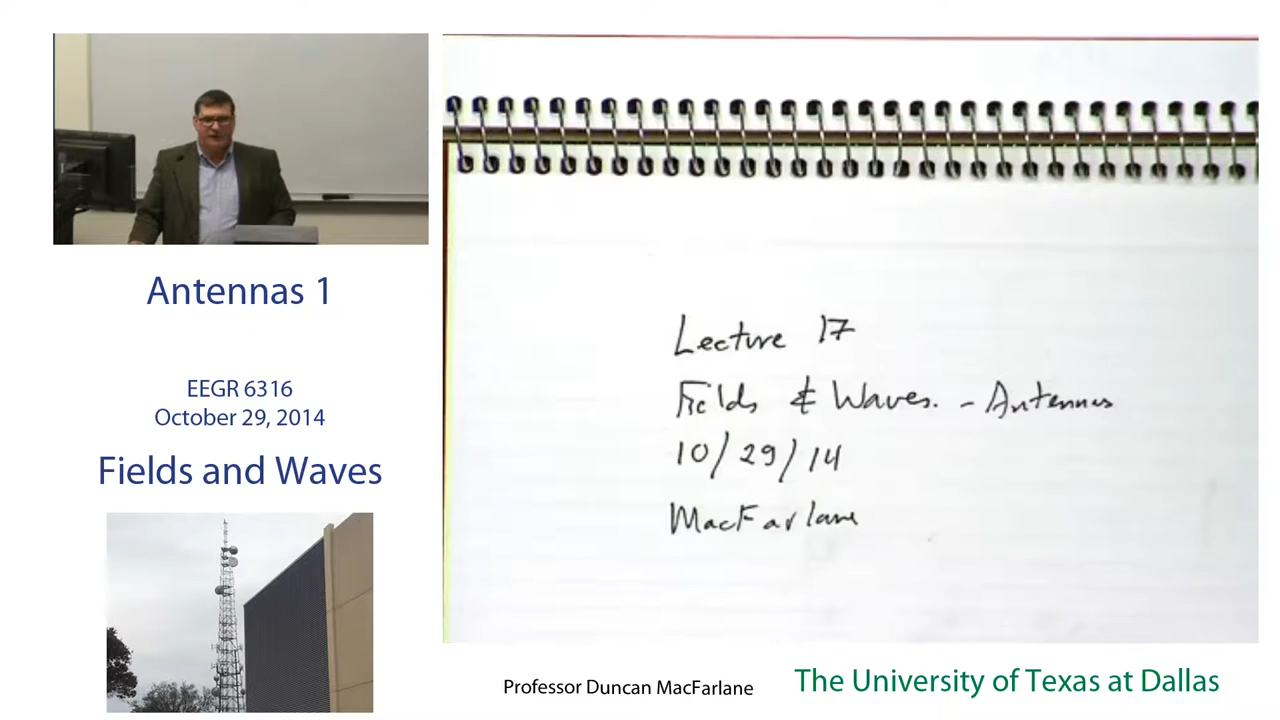 Antennas 1
EEGR 6316
October 29, 2014
Fields and Waves
Lecture 17
Fields & Waves. - Antennas
10/29/14
MacFarlane
Professor Duncan MacFarlane
The University of Texas at Dallas